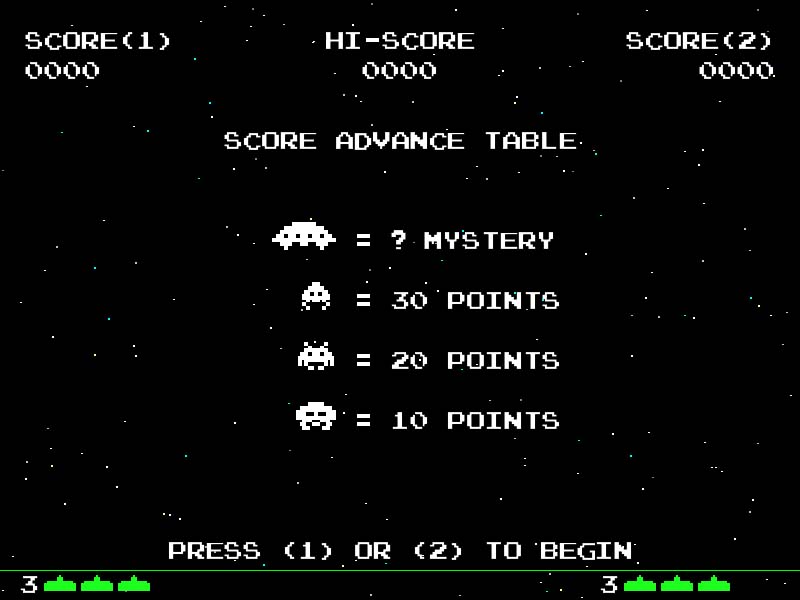 SCORE(1) HI-SCORE SCORE(2)
0000 0000 0000
SCORE ADVANCE TABLE
= ? MYSTERY
= 30 POINTS
= 20 POINTS
= 10 POINTS
PRESS (1) OR (2) TO BEGIN
3 3